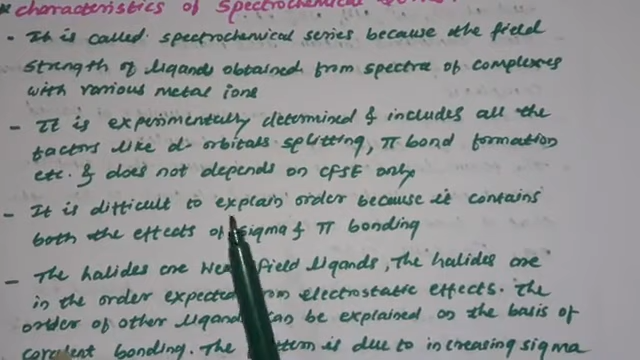 *characteristics of Spectrochemical
- It is called spectrochemical series because the field
strength of ligands obtained from spectra of complexes
with various metal ions
- It is experimentally determined & includes all the
factors like d-orbitals splitting, π bond formation
etc. & does not depends on CFSE only
- It is difficult to explain order because it contains
both the effects of sigma & π bonding
- The halides are field ligands, The halides are
in the order expected from electrostatic effects. The
order of other ligands can be explained on the basis of
covalent bonding. The is due to increasing sigma